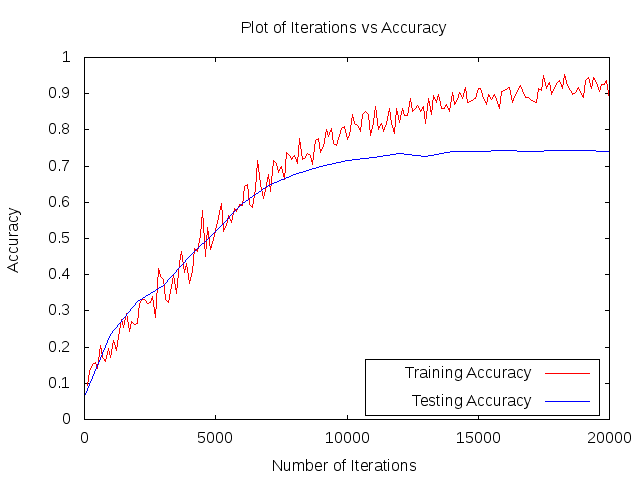 Plot of Iterations vs Accuracy
1
0.9
0.8
0.7
0.6
0.5
0.4
0.3
0.2
0.1
0
Accuracy
Training Accuracy
Testing Accuracy
0 5000 10000 15000 20000
Number of Iterations